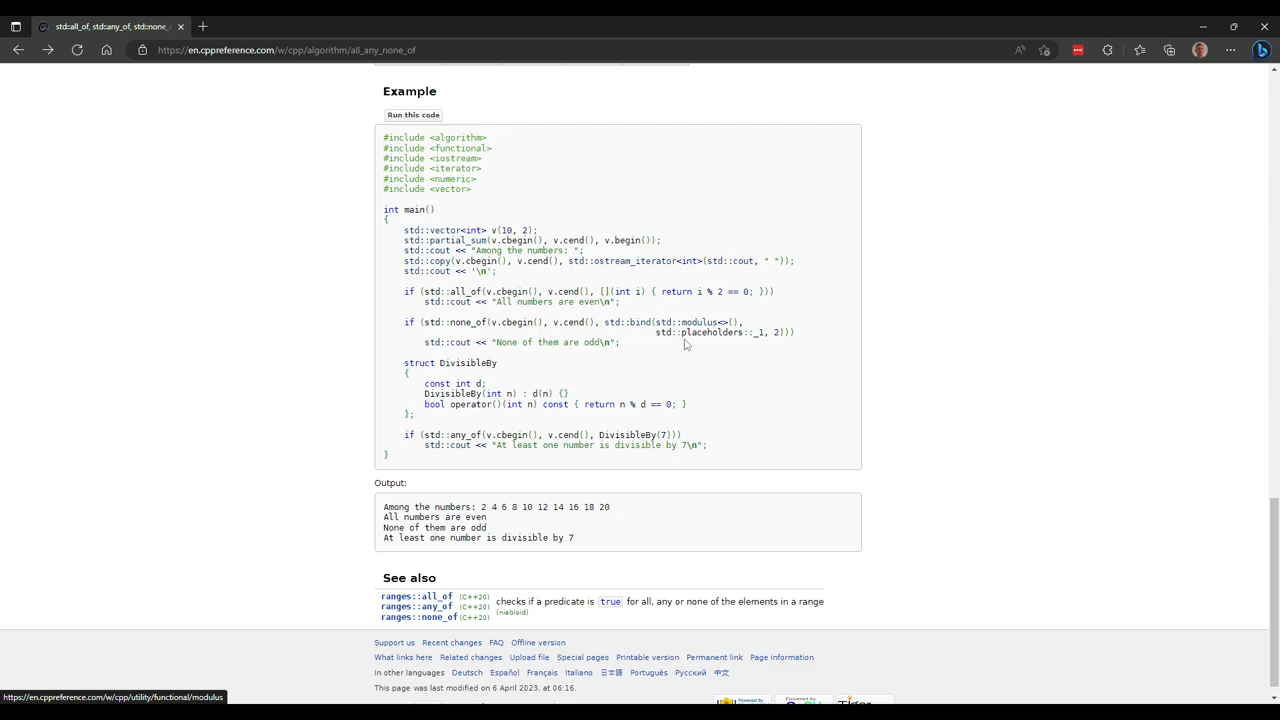 std::all_of, std::any_of, std::none_
https://en.cppreference.com/w/cpp/algorithm/all_any_none_of
Example
Run this code
#include <algorithm>
#include <functional>
#include <iostream>
#include <iterator>
#include <numeric>
#include <vector>
int main()
{
    std::vector<int> v(10, 2);
    std::partial_sum(v.cbegin(), v.cend(), v.begin());
    std::cout << "Among the numbers: ";
    std::copy(v.cbegin(), v.cend(), std::ostream_iterator<int>(std::cout, " "));
    std::cout << '\n';
    if (std::all_of(v.cbegin(), v.cend(), [](int i) { return i % 2 == 0; }))
        std::cout << "All numbers are even\n";
    if (std::none_of(v.cbegin(), v.cend(), std::bind(std::modulus<>(),
                                                     std::placeholders::_1, 2)))
        std::cout << "None of them are odd\n";
    struct DivisibleBy
    {
        const int d;
        DivisibleBy(int n) : d(n) {}
        bool operator()(int n) const { return n % d == 0; }
    };
    if (std::any_of(v.cbegin(), v.cend(), DivisibleBy(7)))
        std::cout << "At least one number is divisible by 7\n";
}
Output:
Among the numbers: 2 4 6 8 10 12 14 16 18 20
All numbers are even
None of them are odd
At least one number is divisible by 7
See also
ranges::all_of (C++20)
ranges::any_of (C++20)
ranges::none_of (C++20)
checks if a predicate is true for all, any or none of the elements in a range
(niebloid)
Support us Recent changes FAQ Offline version
What links here Related changes Upload file Special pages Printable version Permanent link Page information
In other languages Deutsch Español Français Italiano 日本語 Português Русский 中文
This page was last modified on 6 April 2023, at 06:16.
https://en.cppreference.com/w/cpp/utility/functional/modulus
Powered By
Powered by